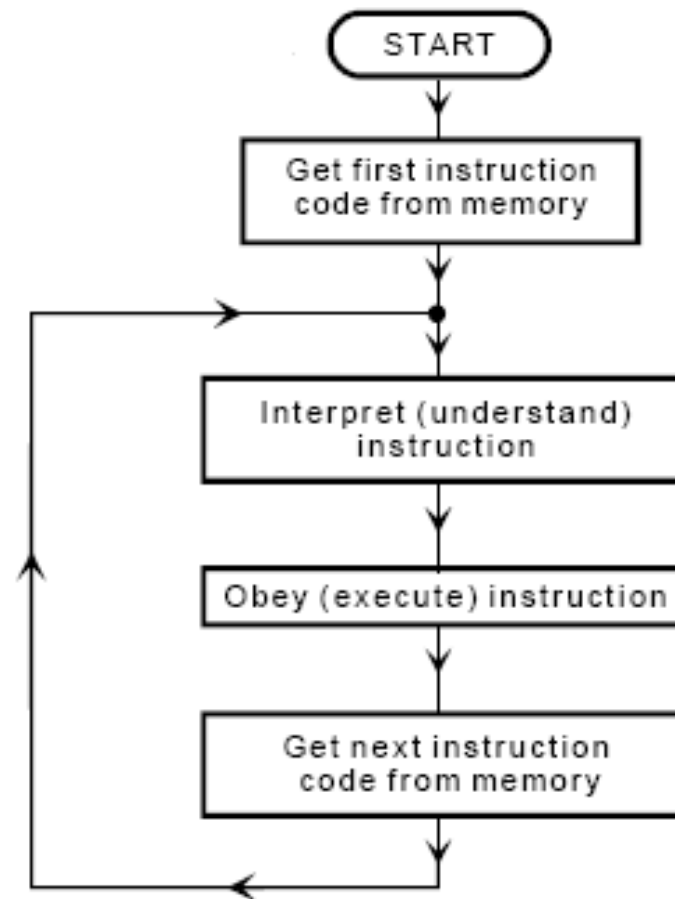 START
Get first instruction
code from memory
Interpret (understand)
instruction
Obey (execute) instruction
Get next instruction
code from memory